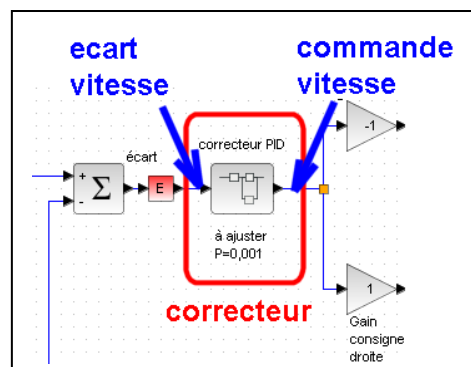 ecart
vitesse
commande
vitesse
écart
correcteur PID
-1
+
-
Σ
E
à ajuster
P=0,001
1
correcteur
Gain
consigne
droite